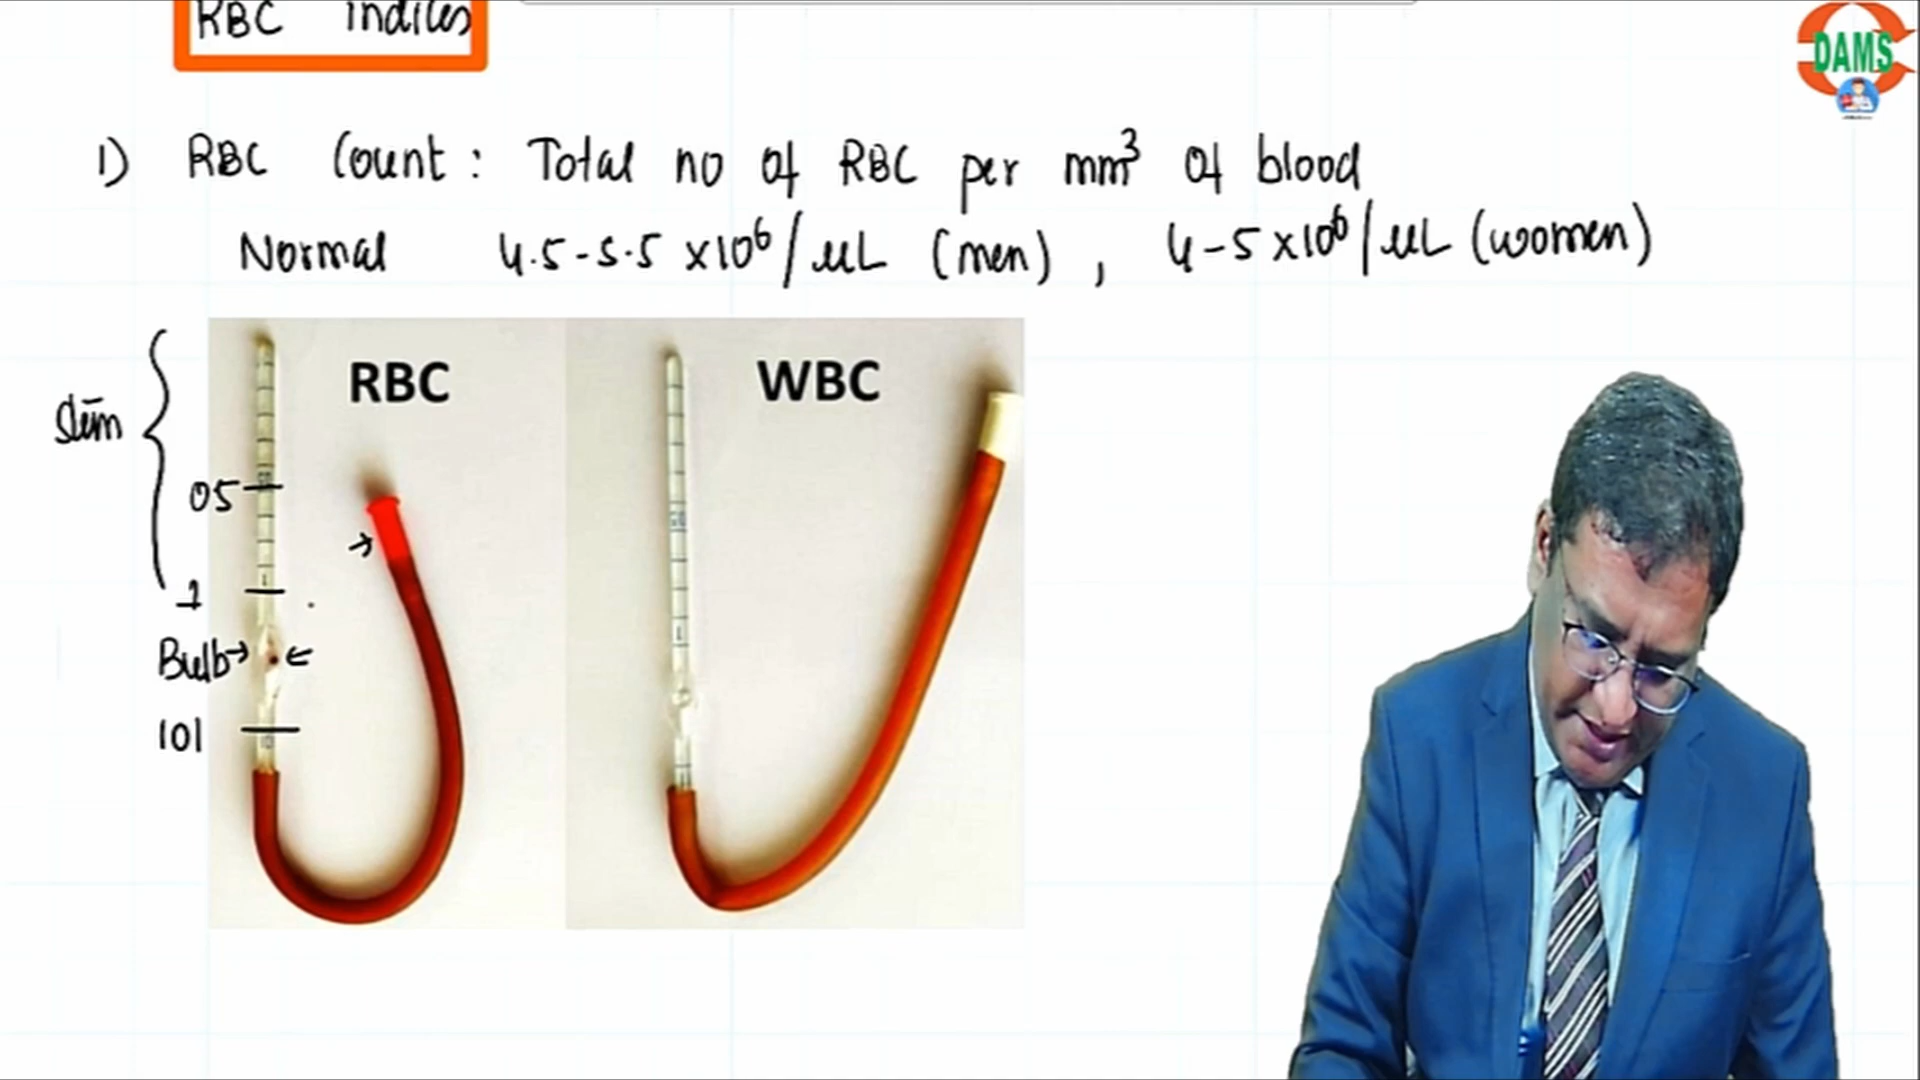 RBC indices
DAMS
1) RBC Count: Total no of RBC per mm³ of blood
Normal 4.5-5.5 x10⁶/µL (men), 4-5 x10⁶/µL (women)
RBC
WBC
Stem
05
1
Bulb
101